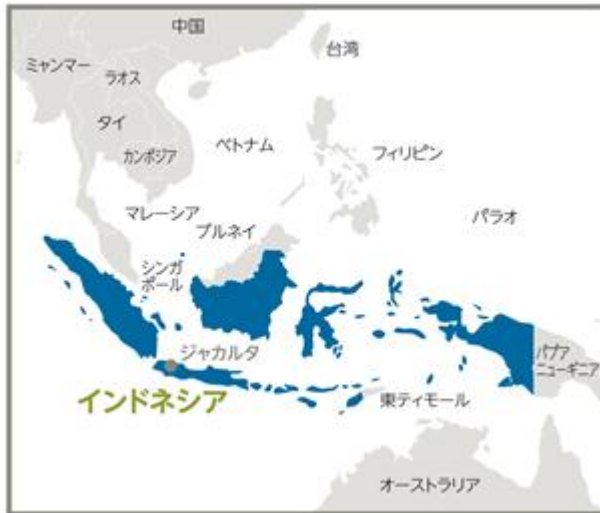 中国
台湾
ミャンマー
ラオス
タイ
カンボジア
ベトナム
フィリピン
マレーシア
ブルネイ
パラオ
シンガ
ポール
ジャカルタ
パプア
ニューギニア
インドネシア
東ティモール
オーストラリア